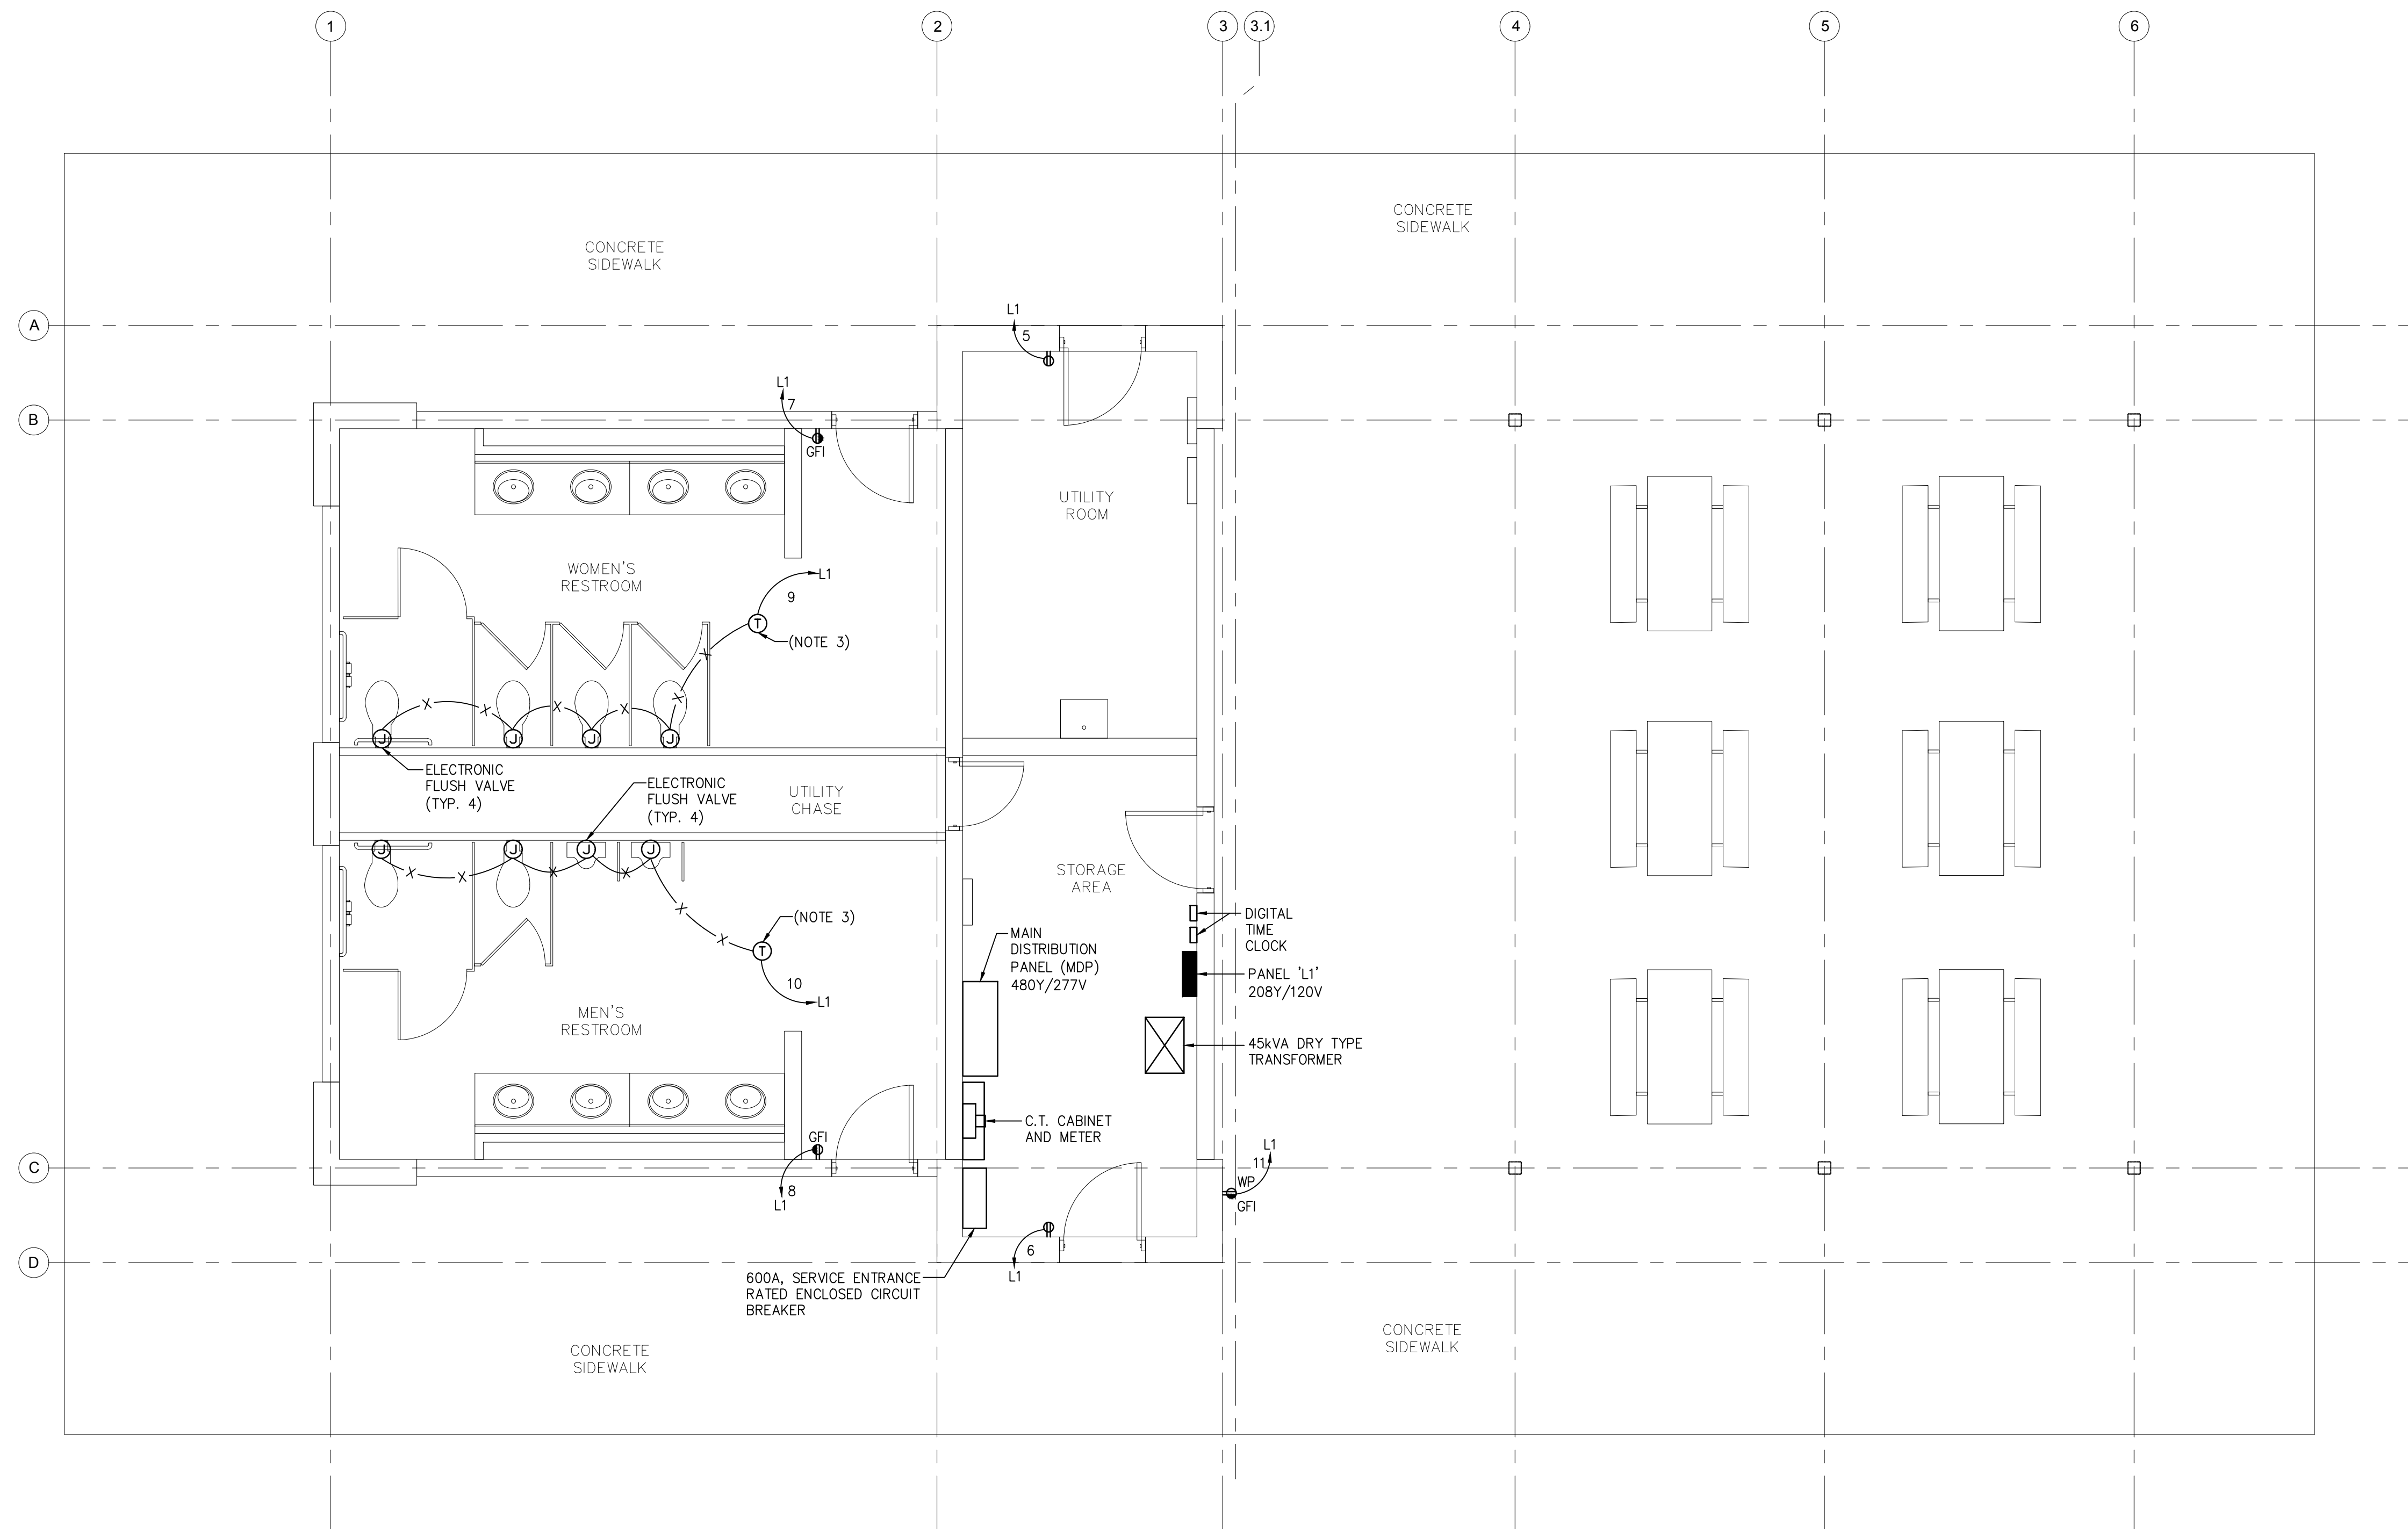 1
2
3
3.1
4
5
6
CONCRETE
SIDEWALK
CONCRETE
SIDEWALK
A
L1
5
L1
7
B
GFI
UTILITY
ROOM
WOMEN'S
RESTROOM
L1
9
T
(NOTE 3)
X
X
X
X
X
X
J
J
J
J
ELECTRONIC
FLUSH VALVE
(TYP. 4)
ELECTRONIC
FLUSH VALVE
(TYP. 4)
UTILITY
CHASE
J
J
J
J
X
X
X
X
X
X
STORAGE
AREA
(NOTE 3)
T
10
L1
MEN'S
RESTROOM
MAIN
DISTRIBUTION
PANEL (MDP)
480Y/277V
DIGITAL
TIME
CLOCK
PANEL 'L1'
208Y/120V
45kVA DRY TYPE
TRANSFORMER
C.T. CABINET
AND METER
GFI
L1
11
C
WP
GFI
8
L1
6
L1
D
600A, SERVICE ENTRANCE
RATED ENCLOSED CIRCUIT
BREAKER
CONCRETE
SIDEWALK
CONCRETE
SIDEWALK